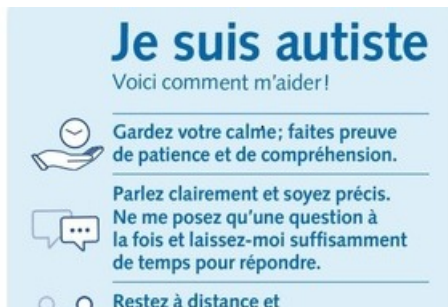 Je suis autiste
Voici comment m'aider!
Gardez votre calme; faites preuve
de patience et de compréhension.
Parlez clairement et soyez précis.
Ne me posez qu'une question à
la fois et laissez-moi suffisamment
de temps pour répondre.
Restez à distance et